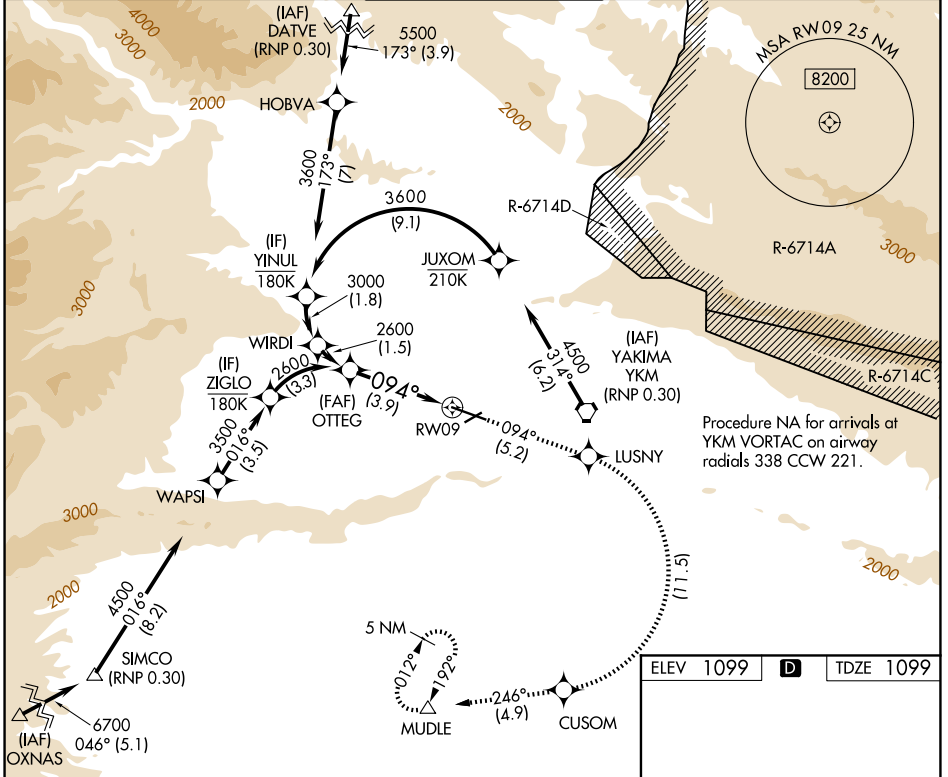 (IAF)
DATVE
(RNP 0.30)
5500
173° (3.9)
4000
3000
2000
HOBVA
2000
MSA RW09 25 NM
8200
3600
173°
(7)
3600
(9.1)
R-6714D
R-6714A
3000
(IF)
YINUL
180K
JUXOM
210K
3000
3000
(1.8)
WIRDI
2600
(1.5)
(IF)
ZIGLO
180K
2600
(3.3)
(FAF)
OTTEG
094°
(3.9)
RW09
4500
314°
(6.2)
(IAF)
YAKIMA
YKM
(RNP 0.30)
R-6714C
Procedure NA for arrivals at
YKM VORTAC on airway
radials 338 CCW 221.
094°
(5.2)
LUSNY
3500
016°
(3.5)
WAPSI
3000
2000
2000
(11.5)
4500
016°
(8.2)
SIMCO
(RNP 0.30)
5 NM
012°
192°
MUDLE
246°
(4.9)
CUSOM
6700
046° (5.1)
(IAF)
OXNAS
ELEV 1099
D
TDZE 1099